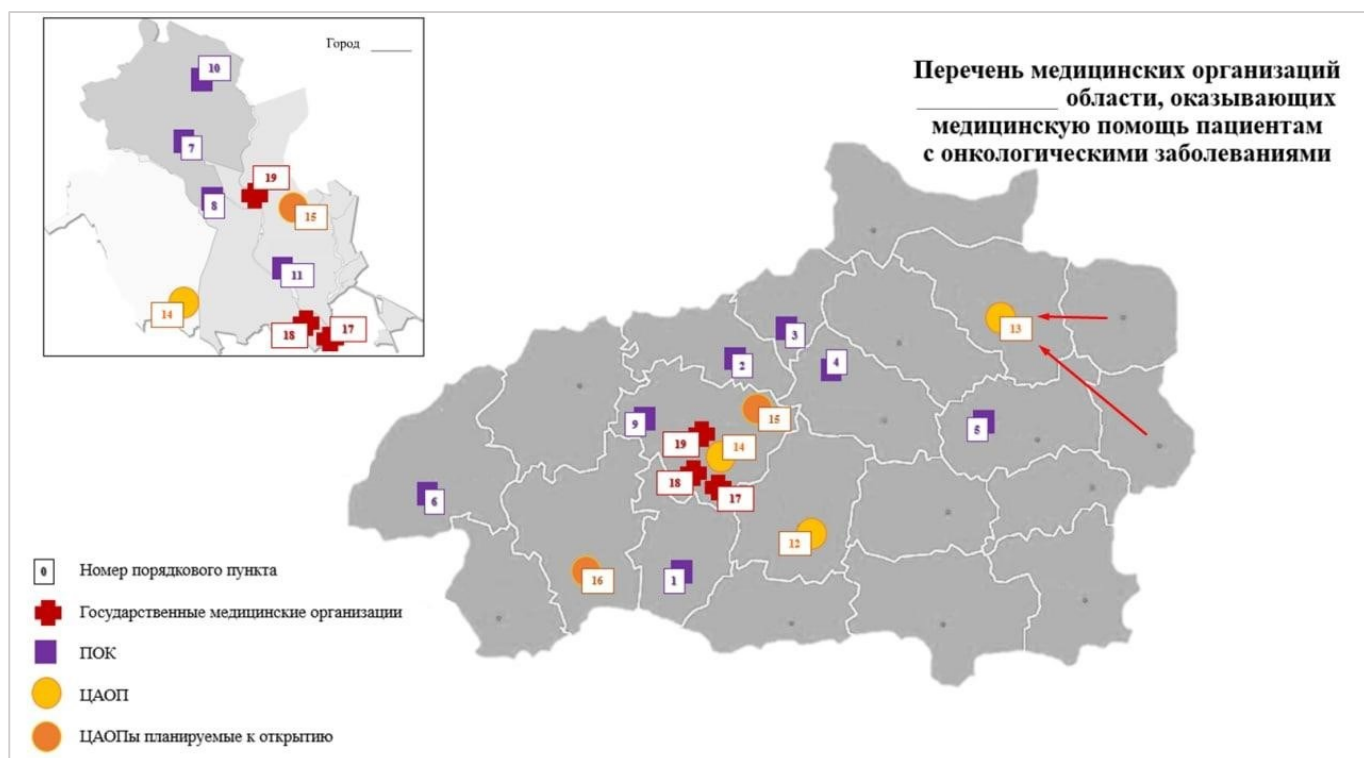 Город ______
10
7
8
19
15
11
14
18
17
Перечень медицинских организаций
___________ области, оказывающих
медицинскую помощь пациентам
с онкологическими заболеваниями
13
3
2
4
15
9
5
14
19
18
17
6
12
16
1
0 Номер порядкового пункта
Государственные медицинские организации
ПОК
ЦАОП
ЦАОПы планируемые к открытию